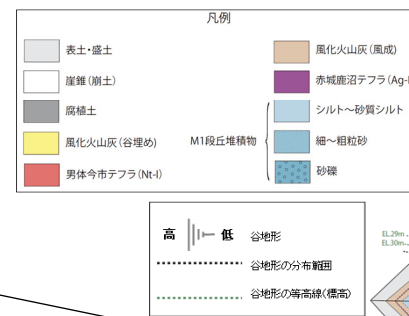 凡例
表土・盛土
崖錐(崩土)
腐植土
風化火山灰(谷埋め)
男体今市テフラ(Nt-I)
風化火山灰(風成)
赤城鹿沼テフラ(Ag-
M1段丘堆積物
シルト～砂質シルト
細～粗粒砂
砂礫
高 低 谷地形
谷地形の分布範囲
谷地形の等高線(標高)
EL.29m
EL.30m